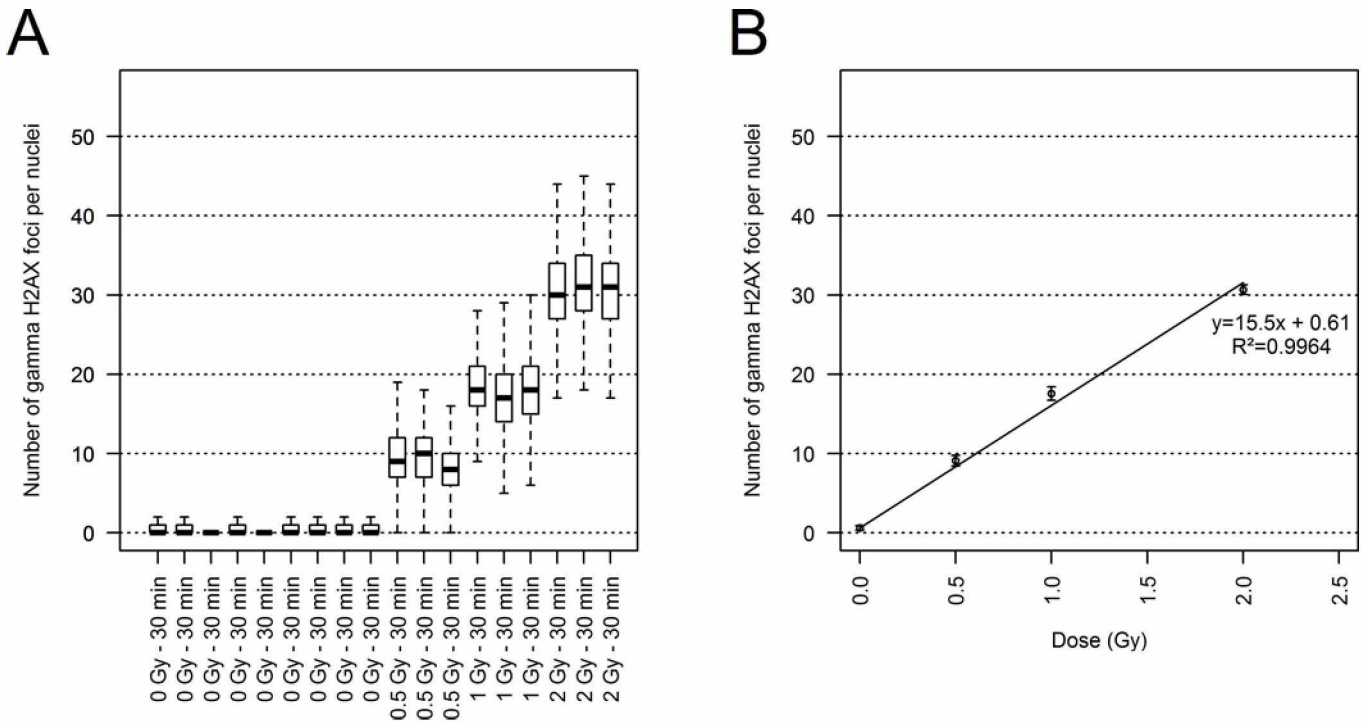 A
Number of gamma H2AX foci per nuclei
50
40
30
20
10
0
0 Gy - 30 min
0 Gy - 30 min
0 Gy - 30 min
0 Gy - 30 min
0 Gy - 30 min
0 Gy - 30 min
0 Gy - 30 min
0 Gy - 30 min
0 Gy - 30 min
0.5 Gy - 30 min
0.5 Gy - 30 min
0.5 Gy - 30 min
1 Gy - 30 min
1 Gy - 30 min
1 Gy - 30 min
2 Gy - 30 min
2 Gy - 30 min
2 Gy - 30 min
B
Number of gamma H2AX foci per nuclei
50
40
30
20
10
0
y=15.5x + 0.61
R²=0.9964
0.0
0.5
1.0
1.5
2.0
2.5
Dose (Gy)